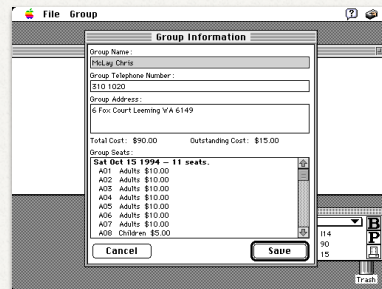 File Group
Group Information
Group Name:
McLay Chris
Group Telephone Number:
310 1020
Group Address:
6 Fox Court Leeming WA 6149
Total Cost: $90.00 Outstanding Cost: $15.00
Group Seats:
Sat Oct 15 1994 — 11 seats.
A01 Adults $10.00
A02 Adults $10.00
A03 Adults $10.00
A04 Adults $10.00
A05 Adults $10.00
A06 Adults $10.00
A07 Adults $10.00
A08 Children $5.00
Cancel Save
B
114
P
90
15
Trash